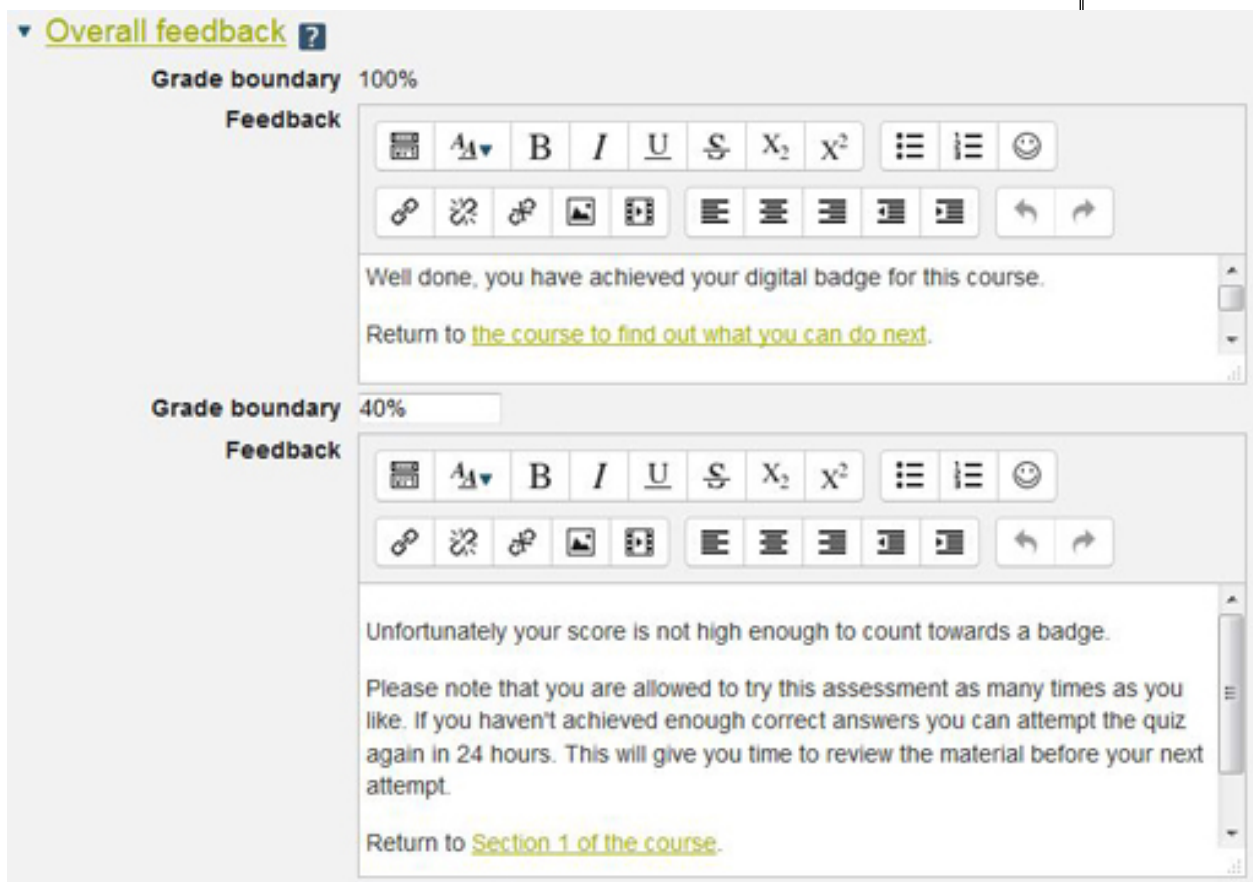 Overall feedback ?
Grade boundary 100%
Feedback
B I U S X₂ X²
Well done, you have achieved your digital badge for this course.
Return to the course to find out what you can do next.
Grade boundary 40%
Feedback
B I U S X₂ X²
Unfortunately your score is not high enough to count towards a badge.
Please note that you are allowed to try this assessment as many times as you
like. If you haven't achieved enough correct answers you can attempt the quiz
again in 24 hours. This will give you time to review the material before your next
attempt.
Return to Section 1 of the course.